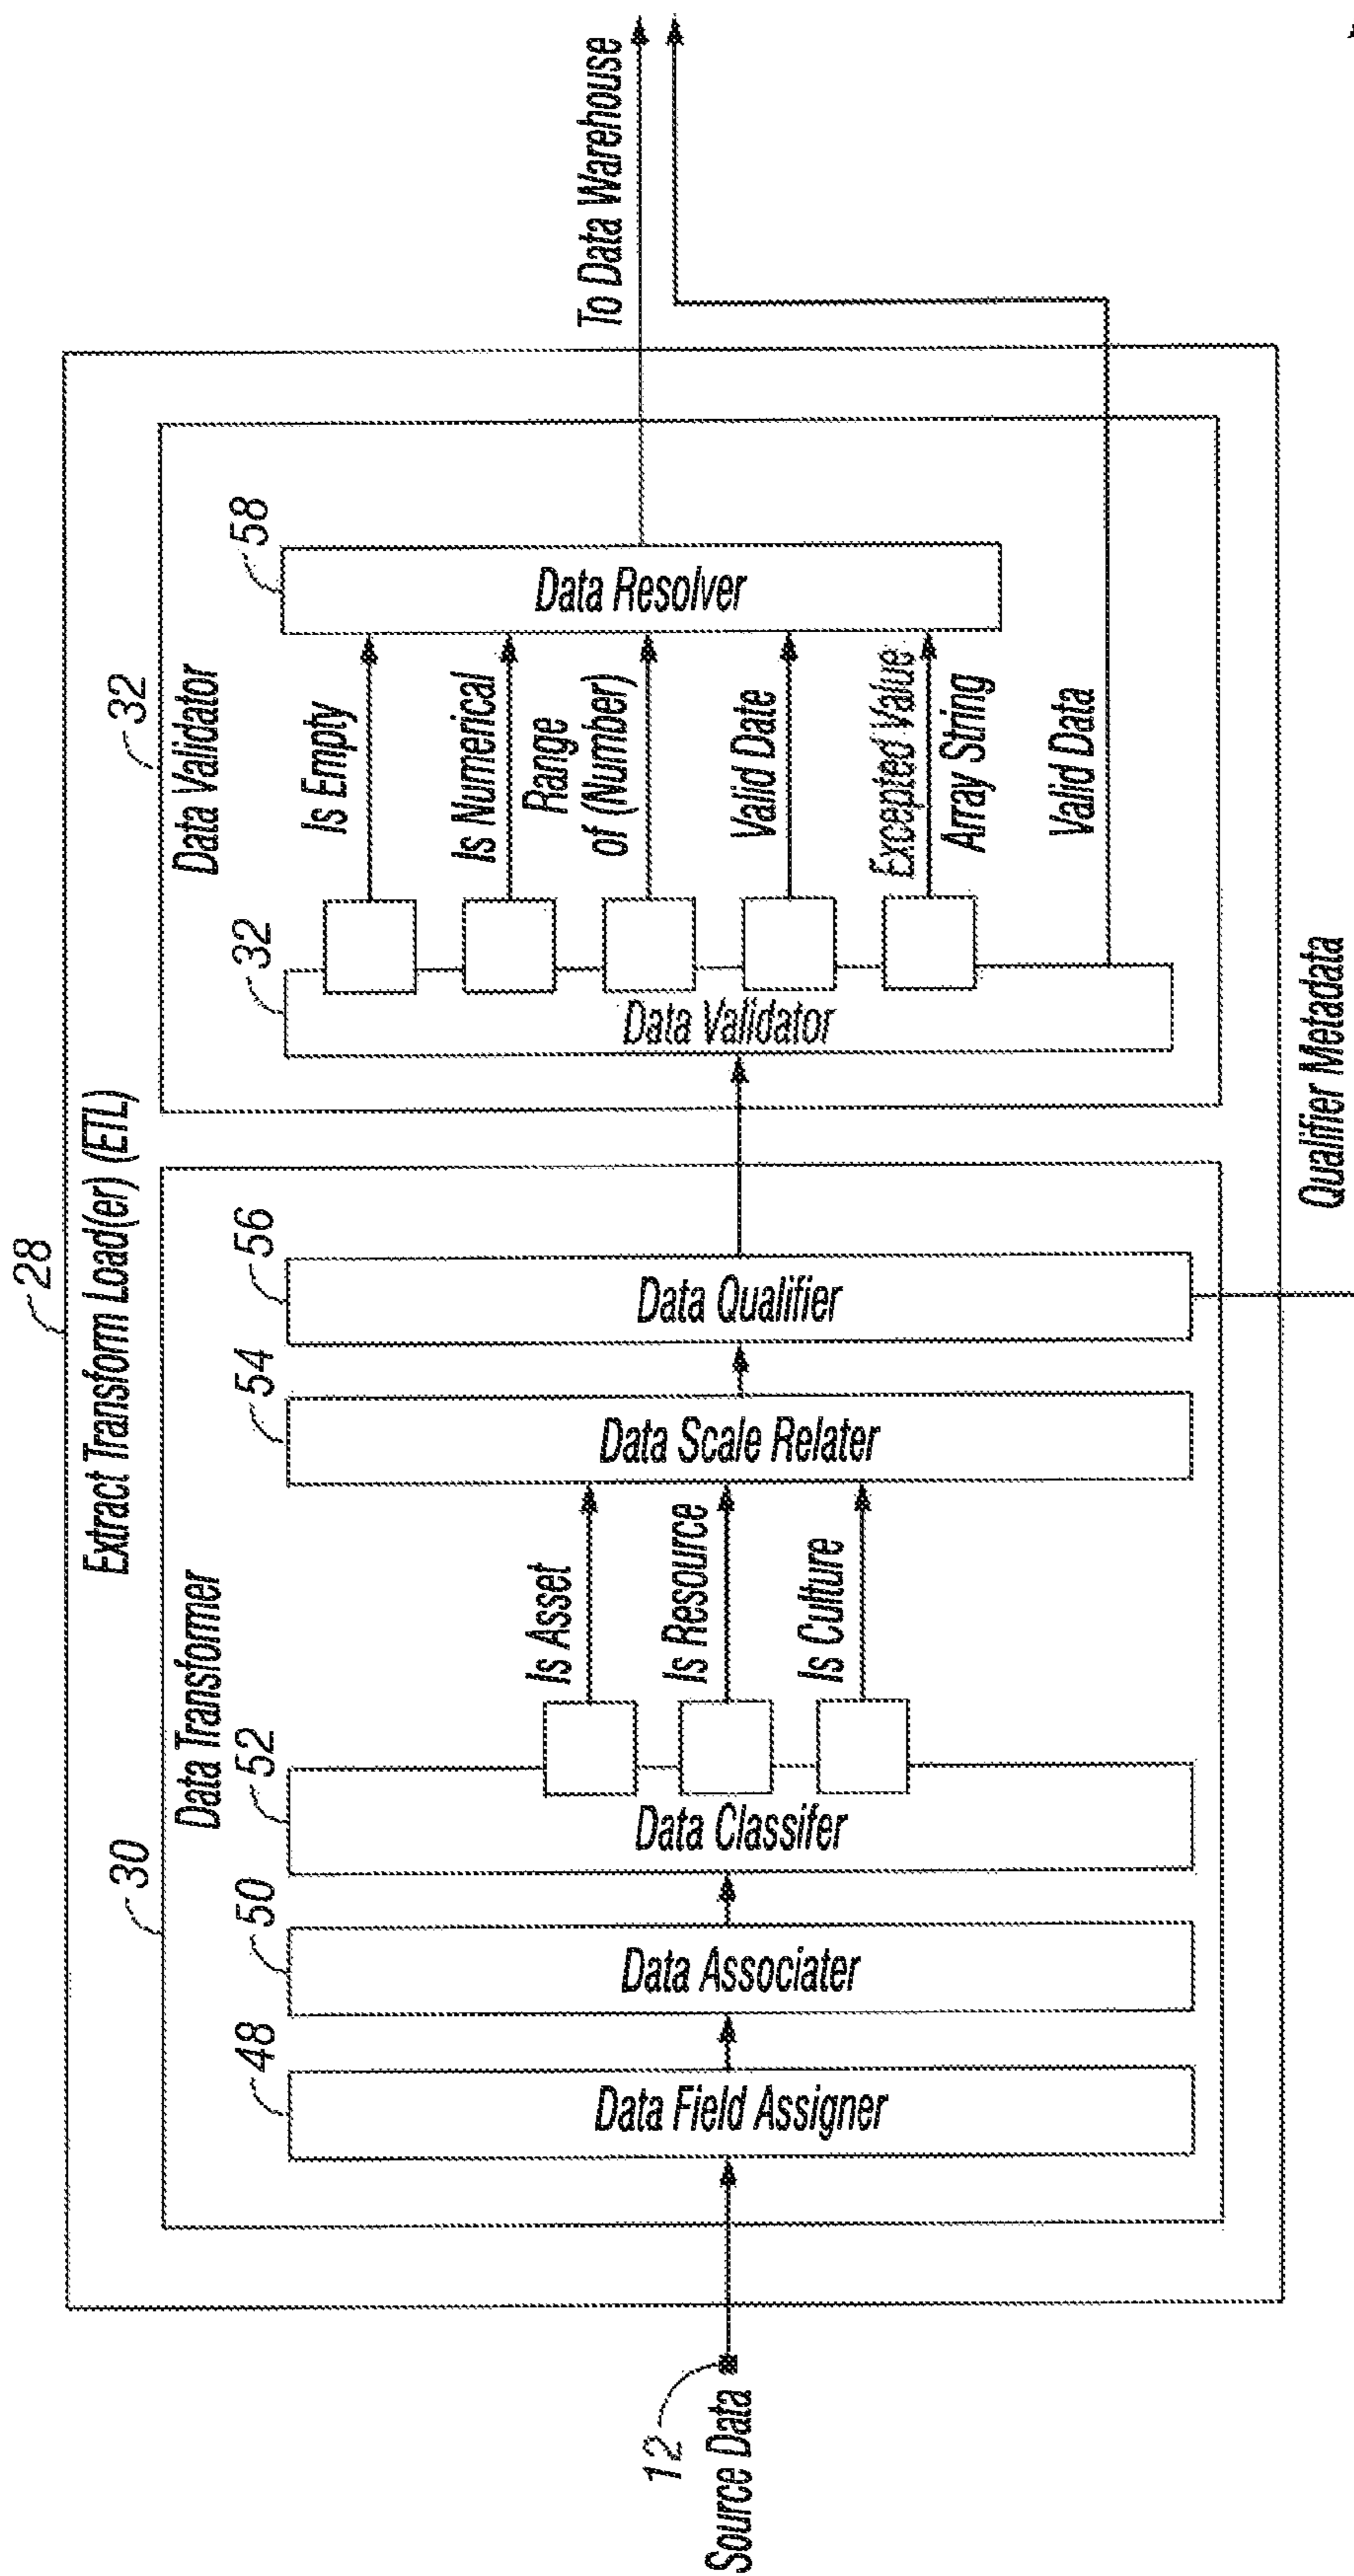 28
Extract Transform Load(er) (ETL)
30
Data Transformer
32
Data Validator
12
Source Data
48
Data Field Assigner
50
Data Associater
52
Data Classifer
Is Asset
Is Resource
Is Culture
54
Data Scale Relater
56
Data Qualifier
32
Data Validator
Is Empty
Is Numerical
Range
of (Number)
Valid Date
Excepted Value
Array String
Valid Data
58
Data Resolver
To Data Warehouse
Qualifier Metadata